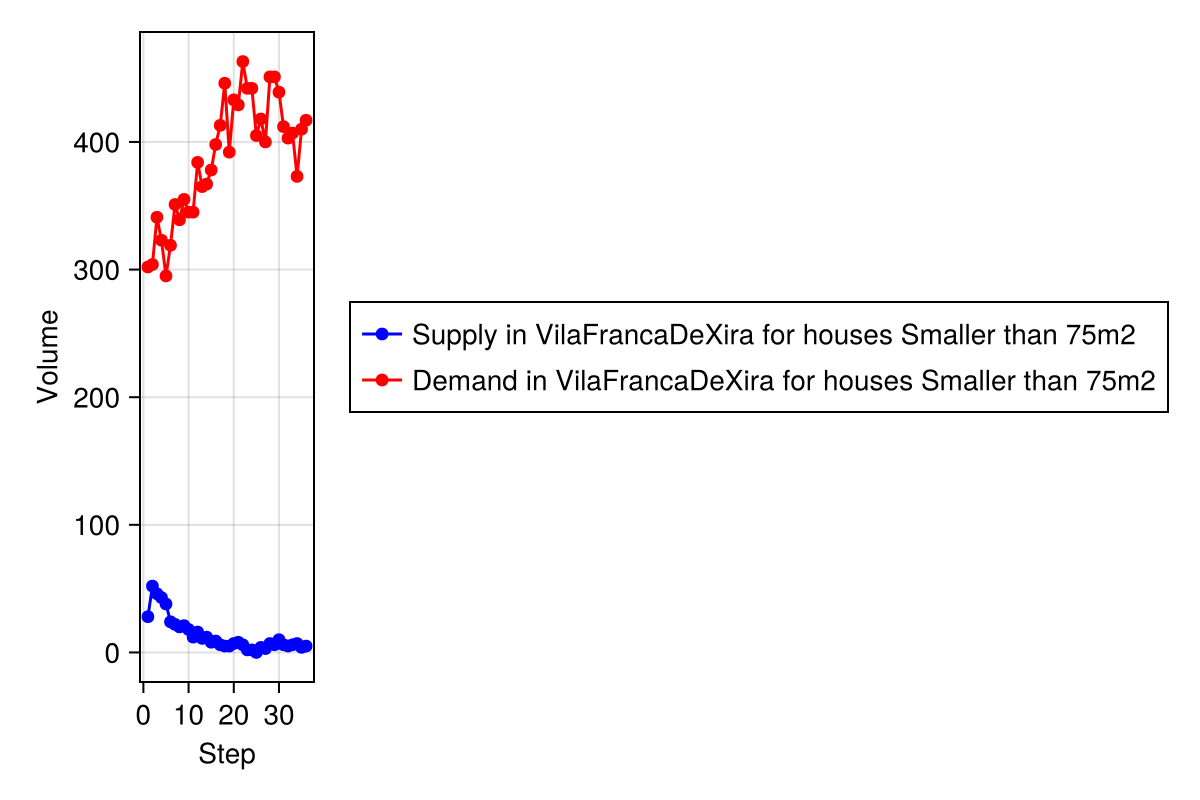 Volume
400
300
200
100
0
0 10 20 30
Step
Supply in VilaFrancaDeXira for houses Smaller than 75m2
Demand in VilaFrancaDeXira for houses Smaller than 75m2